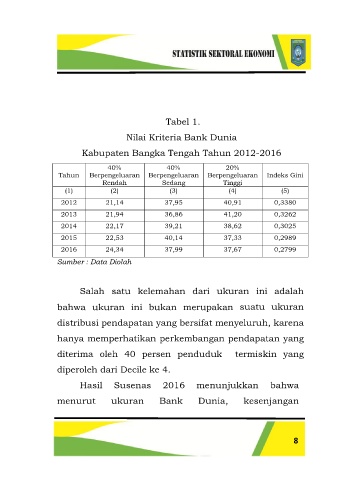 STATISTIK SEKTORAL EKONOMI
Tabel 1.
Nilai Kriteria Bank Dunia
Kabupaten Bangka Tengah Tahun 2012-2016
Tahun 40% Berpengeluaran Rendah 40% Berpengeluaran Sedang 20% Berpengeluaran Tinggi Indeks Gini
(1) (2) (3) (4) (5)
2012 21,14 37,95 40,91 0,3380
2013 21,94 36,86 41,20 0,3262
2014 22,17 39,21 38,62 0,3025
2015 22,53 40,14 37,33 0,2989
2016 24,34 37,99 37,67 0,2799
Sumber : Data Diolah
Salah satu kelemahan dari ukuran ini adalah
bahwa ukuran ini bukan merupakan suatu ukuran
distribusi pendapatan yang bersifat menyeluruh, karena
hanya memperhatikan perkembangan pendapatan yang
diterima oleh 40 persen penduduk termiskin yang
diperoleh dari Decile ke 4.
Hasil Susenas 2016 menunjukkan bahwa
menurut ukuran Bank Dunia, kesenjangan
8